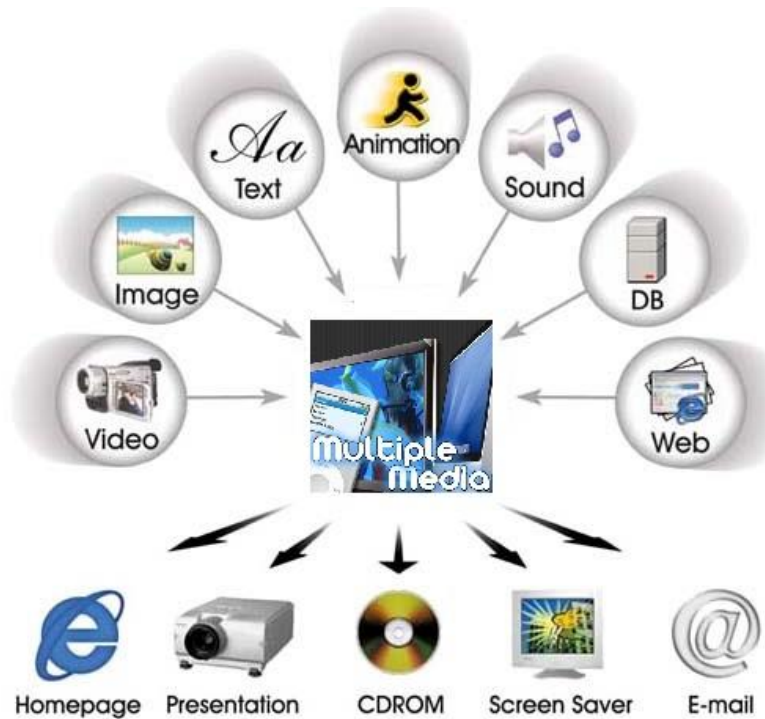 Animation
Aa
Text
Sound
Image
DB
Video
Web
Multiple
Media
Homepage
Presentation
CDROM
Screen Saver
E-mail